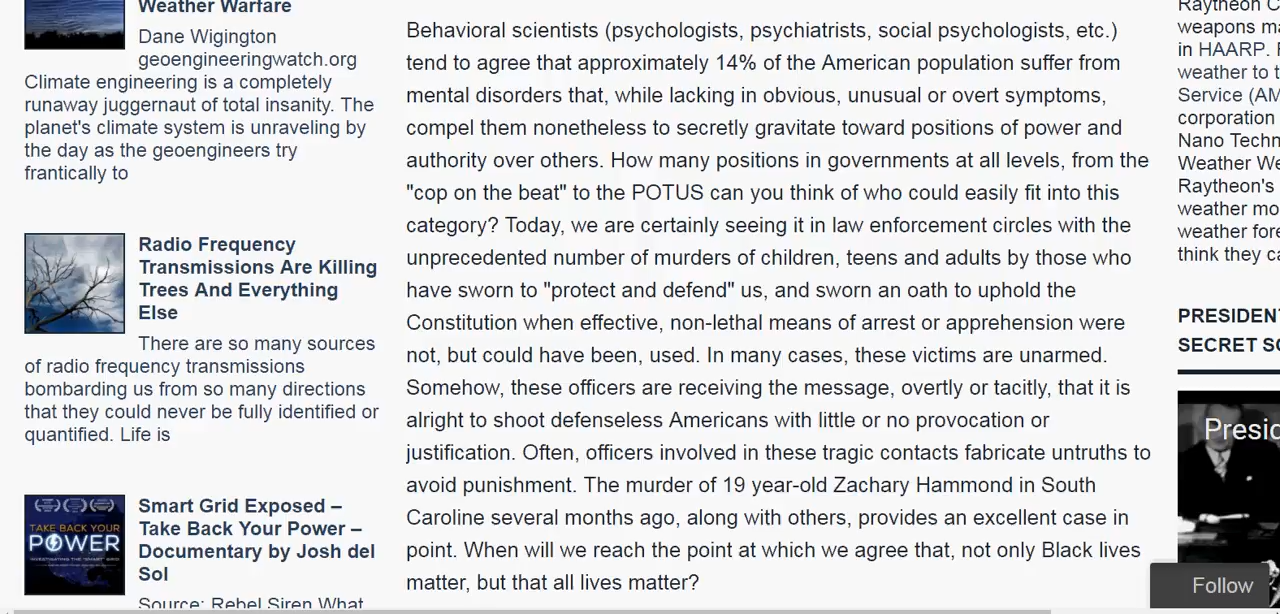 Weather Warfare
Dane Wigington
geoengineeringwatch.org
Climate engineering is a completely
runaway juggernaut of total insanity. The
planet's climate system is unraveling by
the day as the geoengineers try
frantically to
Radio Frequency
Transmissions Are Killing
Trees And Everything
Else
There are so many sources
of radio frequency transmissions
bombarding us from so many directions
that they could never be fully identified or
quantified. Life is
TAKE BACK YOUR
POWER
Smart Grid Exposed –
Take Back Your Power –
Documentary by Josh del
Sol
Source: Rebel Siren What
Behavioral scientists (psychologists, psychiatrists, social psychologists, etc.)
tend to agree that approximately 14% of the American population suffer from
mental disorders that, while lacking in obvious, unusual or overt symptoms,
compel them nonetheless to secretly gravitate toward positions of power and
authority over others. How many positions in governments at all levels, from the
"cop on the beat" to the POTUS can you think of who could easily fit into this
category? Today, we are certainly seeing it in law enforcement circles with the
unprecedented number of murders of children, teens and adults by those who
have sworn to "protect and defend" us, and sworn an oath to uphold the
Constitution when effective, non-lethal means of arrest or apprehension were
not, but could have been, used. In many cases, these victims are unarmed.
Somehow, these officers are receiving the message, overtly or tacitly, that it is
alright to shoot defenseless Americans with little or no provocation or
justification. Often, officers involved in these tragic contacts fabricate untruths to
avoid punishment. The murder of 19 year-old Zachary Hammond in South
Caroline several months ago, along with others, provides an excellent case in
point. When will we reach the point at which we agree that, not only Black lives
matter, but that all lives matter?
Raytheon C
weapons ma
in HAARP.
weather to t
Service (AM
corporation
Nano Techn
Weather We
Raytheon's
weather mo
weather fore
think they ca
PRESIDENT
SECRET SO
Presid
Follow